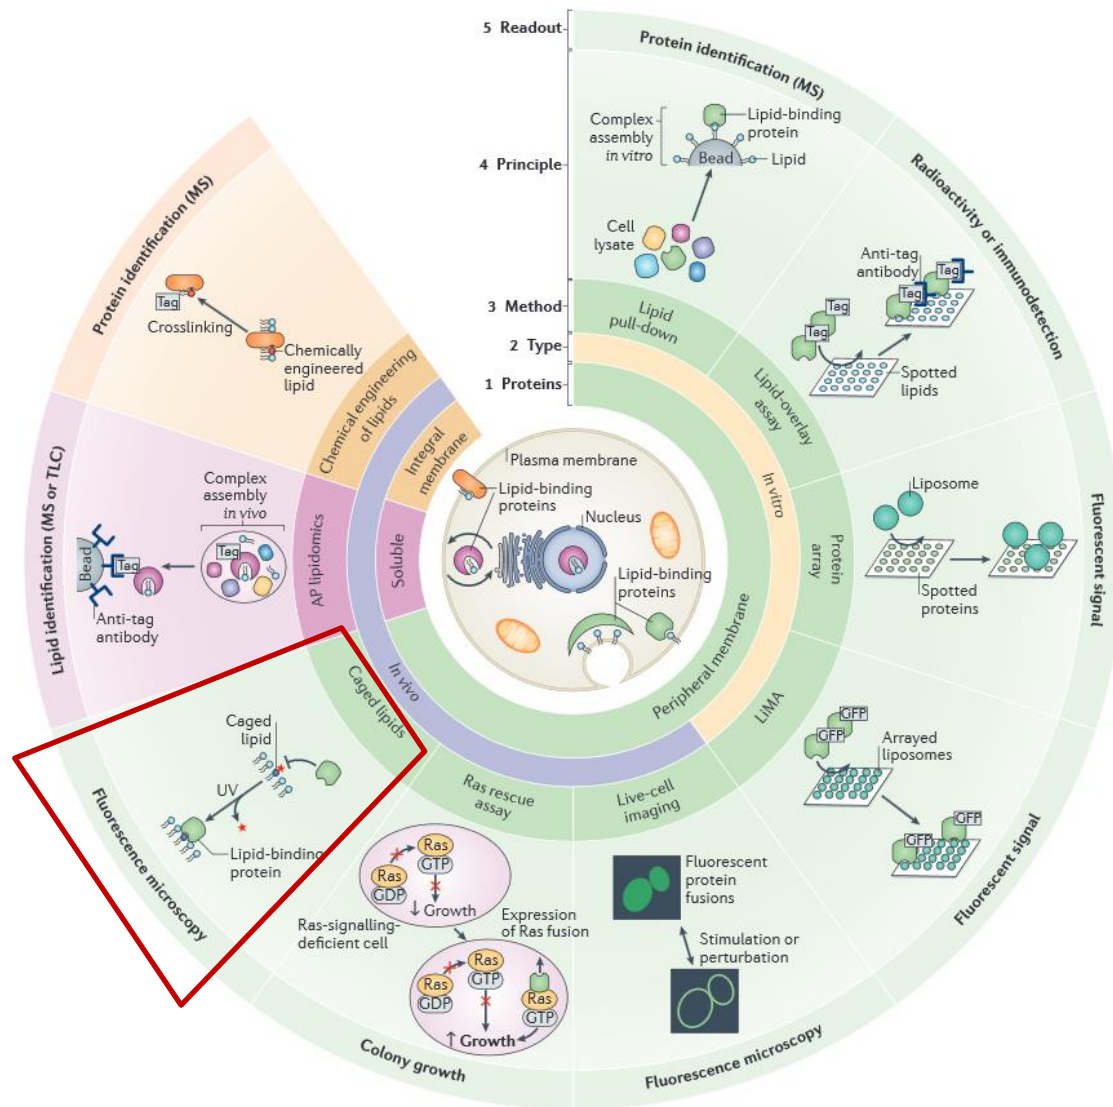 5 Readout
4 Principle
3 Method
2 Type
1 Proteins
Protein identification (MS)
Complex
assembly
in vitro
Lipid-binding
protein
Bead
Lipid
Cell
lysate
Lipid
pull-down
Radioactivity or immunodetection
Anti-tag
antibody
Tag
Tag
Tag
Tag
Spotted
lipids
Lipid-overlay
assay
In vitro
Fluorescent signal
Liposome
Spotted
proteins
Protein
array
Fluorescent signal
GFP
GFP
Arrayed
liposomes
GFP
GFP
LiMA
Peripheral membrane
Fluorescence microscopy
Fluorescent
protein
fusions
Stimulation or
perturbation
Live-cell
imaging
Colony growth
Ras
Ras
GTP
GDP
↓ Growth
Ras-signalling-
deficient cell
Expression
of Ras fusion
Ras
Ras
GTP
GDP
Ras
GTP
↑ Growth
Ras rescue
assay
Fluorescence microscopy
Caged
lipid
UV
Lipid-binding
protein
Caged lipids
In vivo
Lipid identification (MS or TLC)
Complex
assembly
in vivo
Tag
Tag
Bead
Anti-tag
antibody
AP lipidomics
Soluble
Protein identification (MS)
Tag
Crosslinking
Chemically
engineered
lipid
Chemical engineering
of lipids
Integral
membrane
Plasma membrane
Lipid-binding
proteins
Nucleus
Lipid-binding
proteins